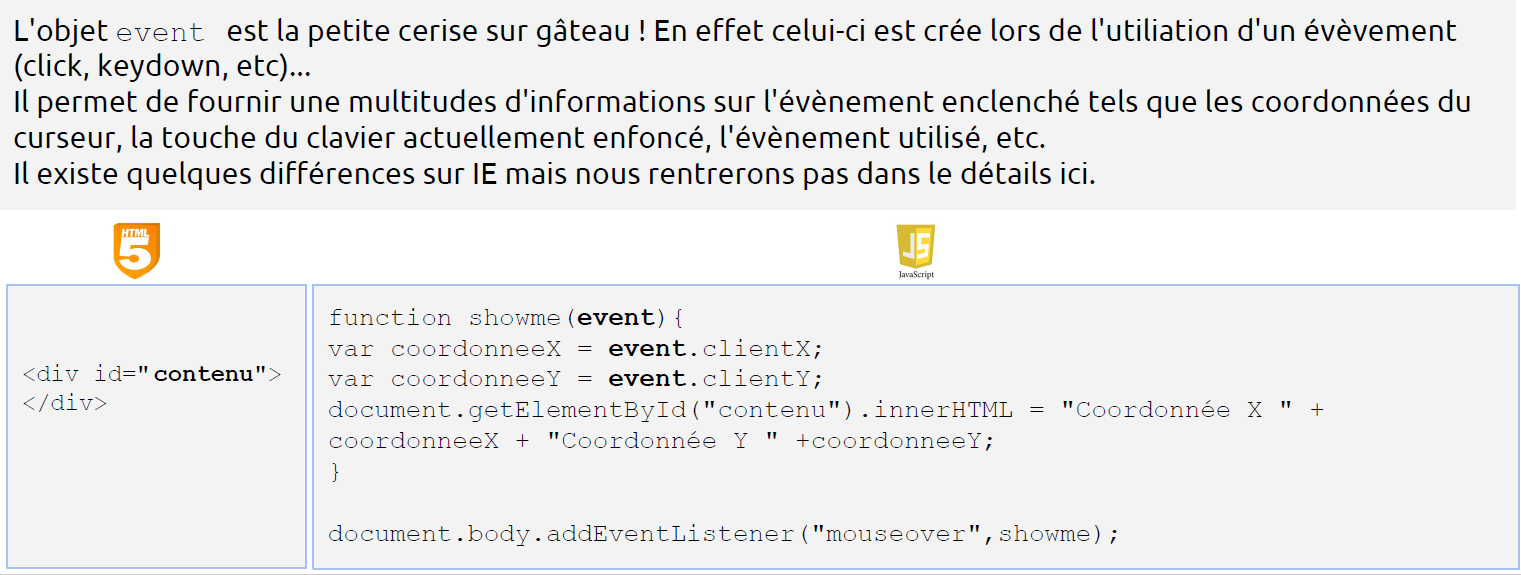 L'objet event est la petite cerise sur gâteau ! En effet celui-ci est crée lors de l'utiliation d'un évèvement
(click, keydown, etc)...
Il permet de fournir une multitudes d'informations sur l'évènement enclenché tels que les coordonnées du
curseur, la touche du clavier actuellement enfoncé, l'évènement utilisé, etc.
Il existe quelques différences sur IE mais nous rentrerons pas dans le détails ici.
HTML
5
JS
JavaScript
<div id="contenu">
</div>
function showme(event){
var coordonneeX = event.clientX;
var coordonneeY = event.clientY;
document.getElementById("contenu").innerHTML = "Coordonnée X " +
coordonneeX + "Coordonnée Y " +coordonneeY;
}
document.body.addEventListener("mouseover",showme);